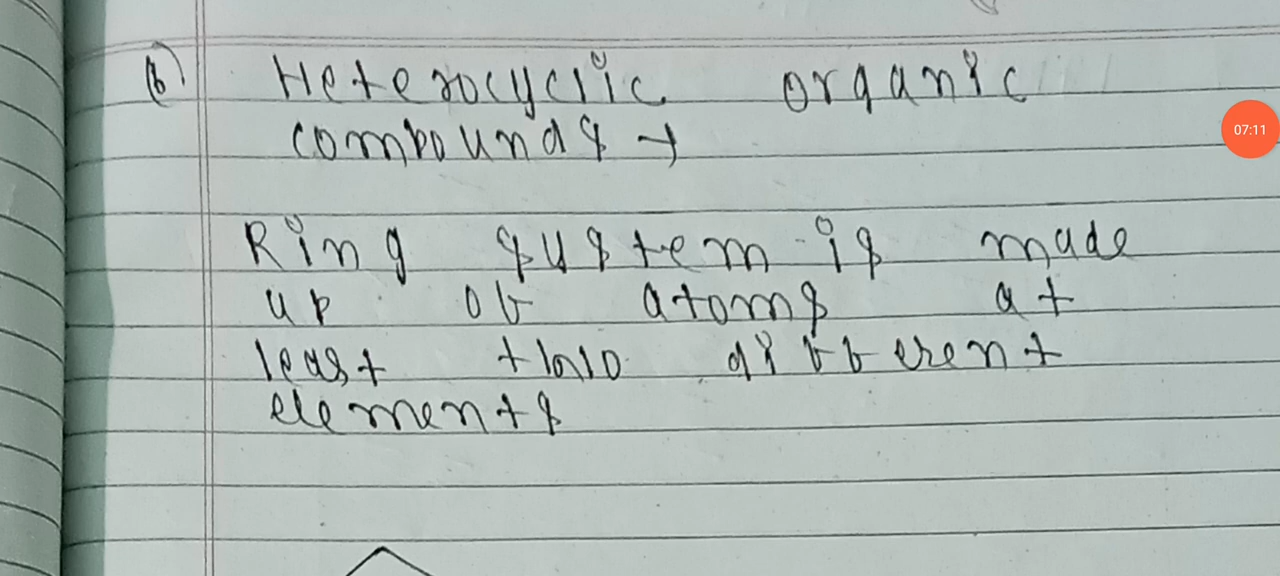 (b) Heterocyclic organic
compounds →
Ring system is made
up of atoms at
least two different
elements
07:11